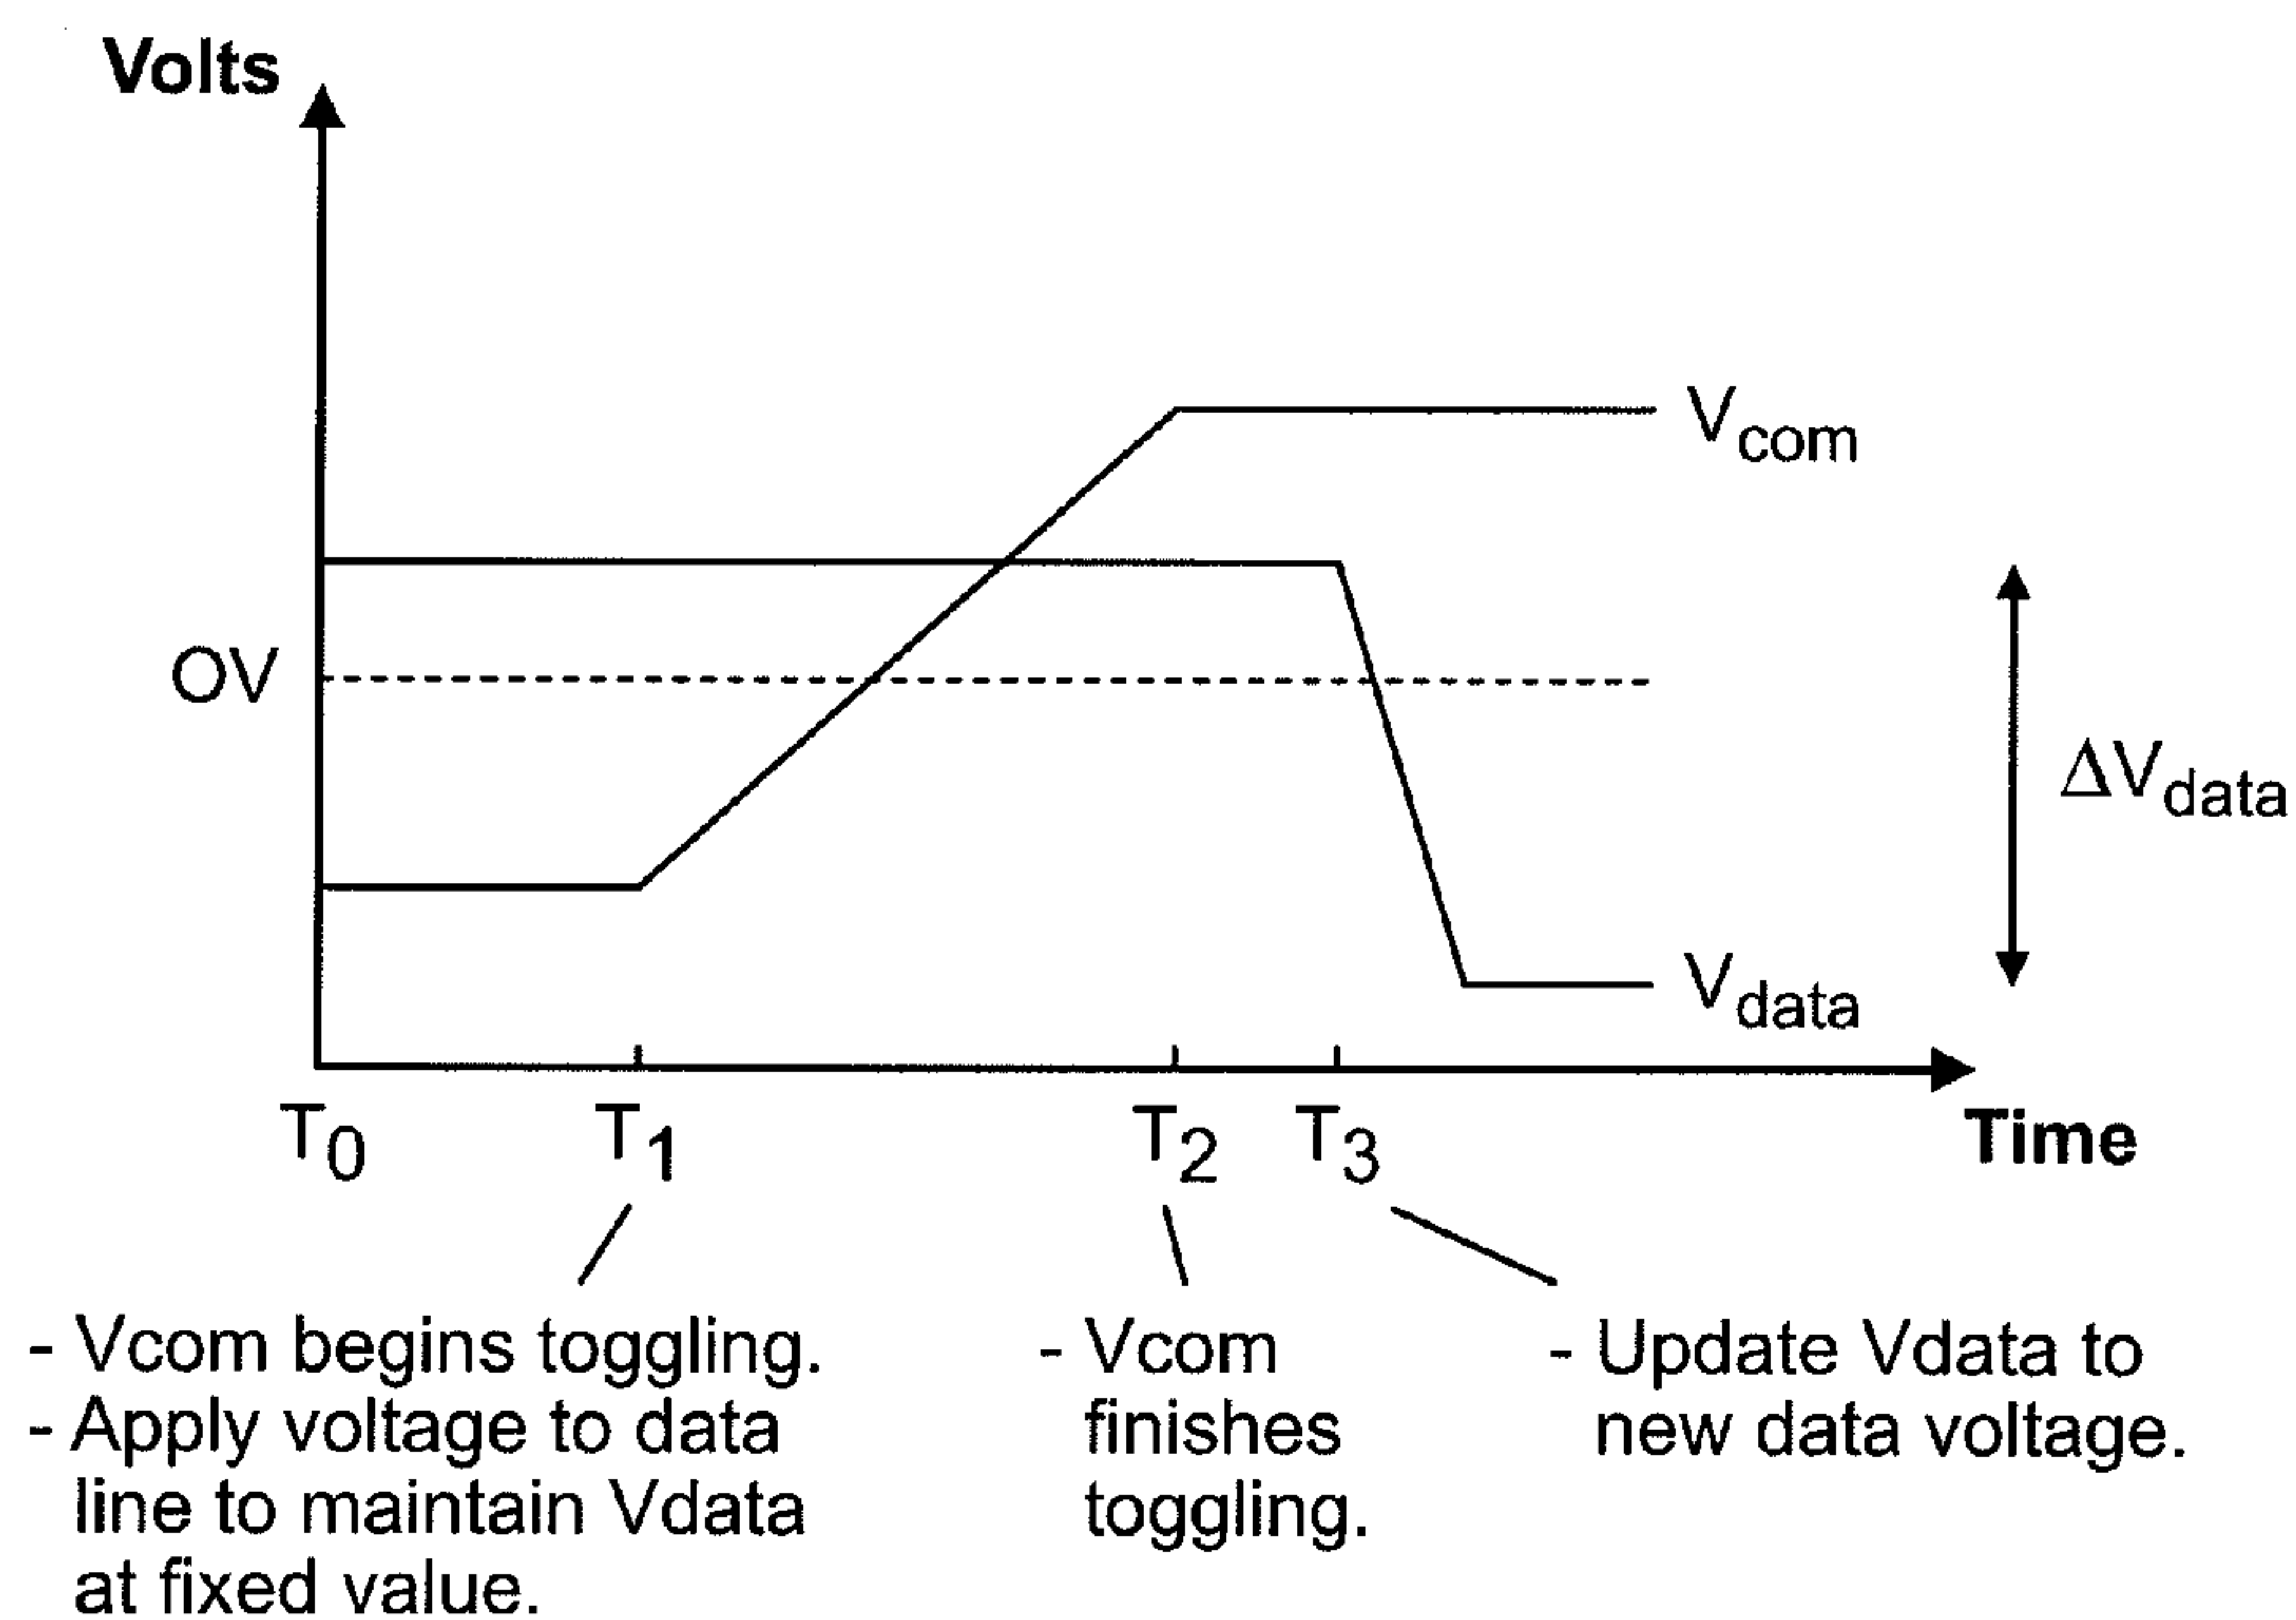 Volts
Vcom
OV
ΔVdata
Vdata
T0
T1
T2
T3
Time
- Vcom begins toggling.
- Apply voltage to data
line to maintain Vdata
at fixed value.
- Vcom
finishes
toggling.
- Update Vdata to
new data voltage.